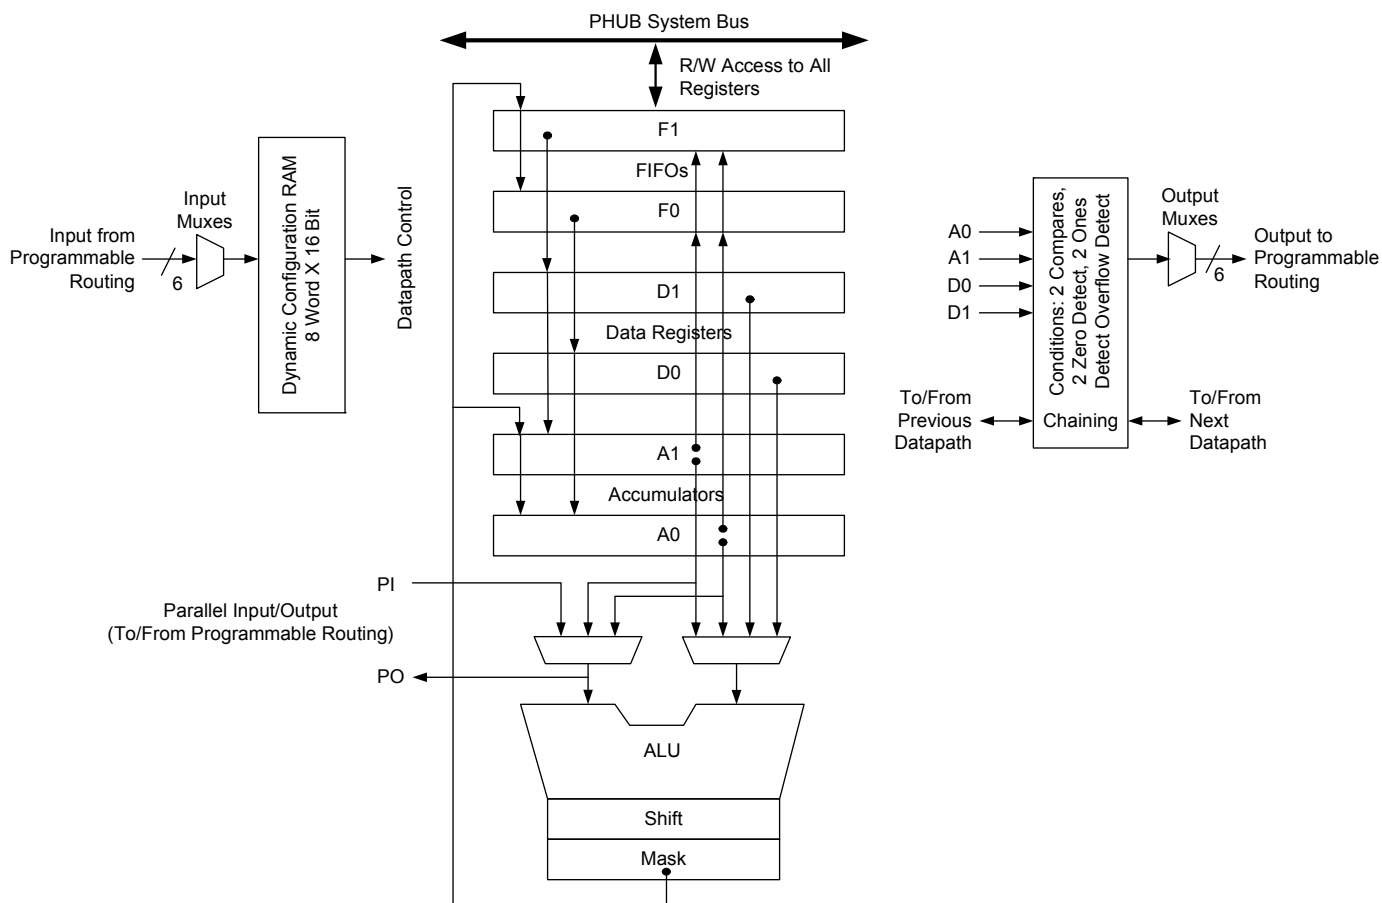 PHUB System Bus
R/W Access to All
Registers
F1
FIFOs
F0
D1
Data Registers
D0
A1
Accumulators
A0
Input from
Programmable
Routing
6
Input
Muxes
Dynamic Configuration RAM
8 Word X 16 Bit
Datapath Control
A0
A1
D0
D1
Conditions: 2 Compares,
2 Zero Detect, 2 Ones
Detect Overflow Detect
Output
Muxes
6
Output to
Programmable
Routing
To/From
Previous
Datapath
Chaining
To/From
Next
Datapath
PI
Parallel Input/Output
(To/From Programmable Routing)
PO
ALU
Shift
Mask